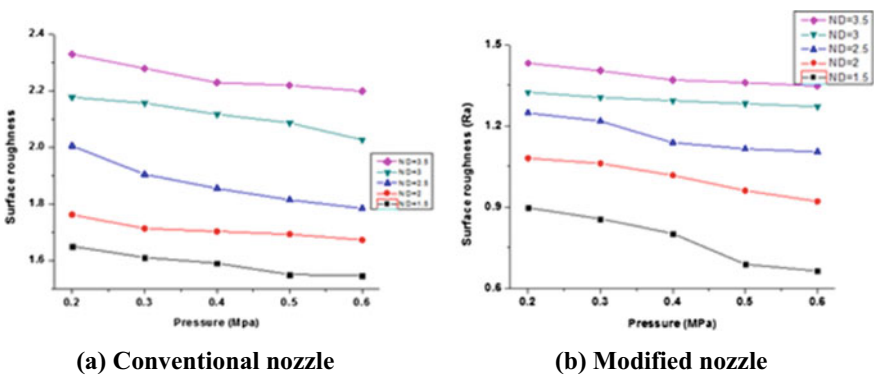 2.4
2.2
2.0
1.8
1.6
Surface roughness
ND=3.5
ND=3
ND=2.5
ND=2
ND=1.5
0.2 0.3 0.4 0.5 0.6
Pressure (Mpa)
(a) Conventional nozzle
1.5
1.2
0.9
0.6
Surface roughness (Ra)
ND=3.5
ND=3
ND=2.5
ND=2
ND=1.5
0.2 0.3 0.4 0.5 0.6
Pressure (MPa)
(b) Modified nozzle